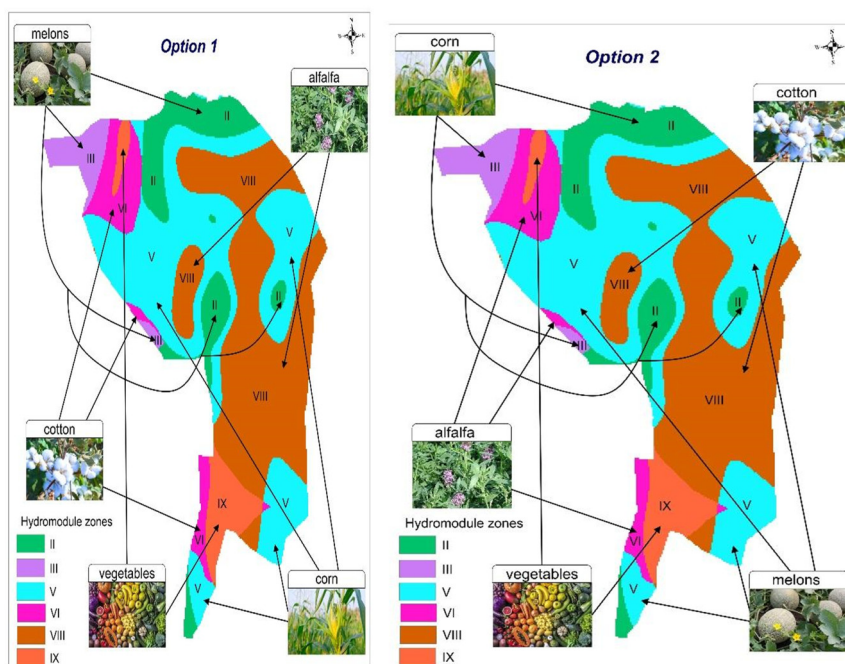 Option 1
N
W E
S
melons
alfalfa
II
III
II
VIII
VI
V
V
VIII
II
II
III
VIII
cotton
IX
VI
V
V
Hydromodule zones
II
III
V
VI
VIII
IX
vegetables
corn
Option 2
N
W E
S
corn
cotton
II
III
II
VIII
VI
V
V
VIII
II
II
III
VIII
alfalfa
IX
VI
V
V
Hydromodule zones
II
III
V
VI
VIII
IX
vegetables
melons